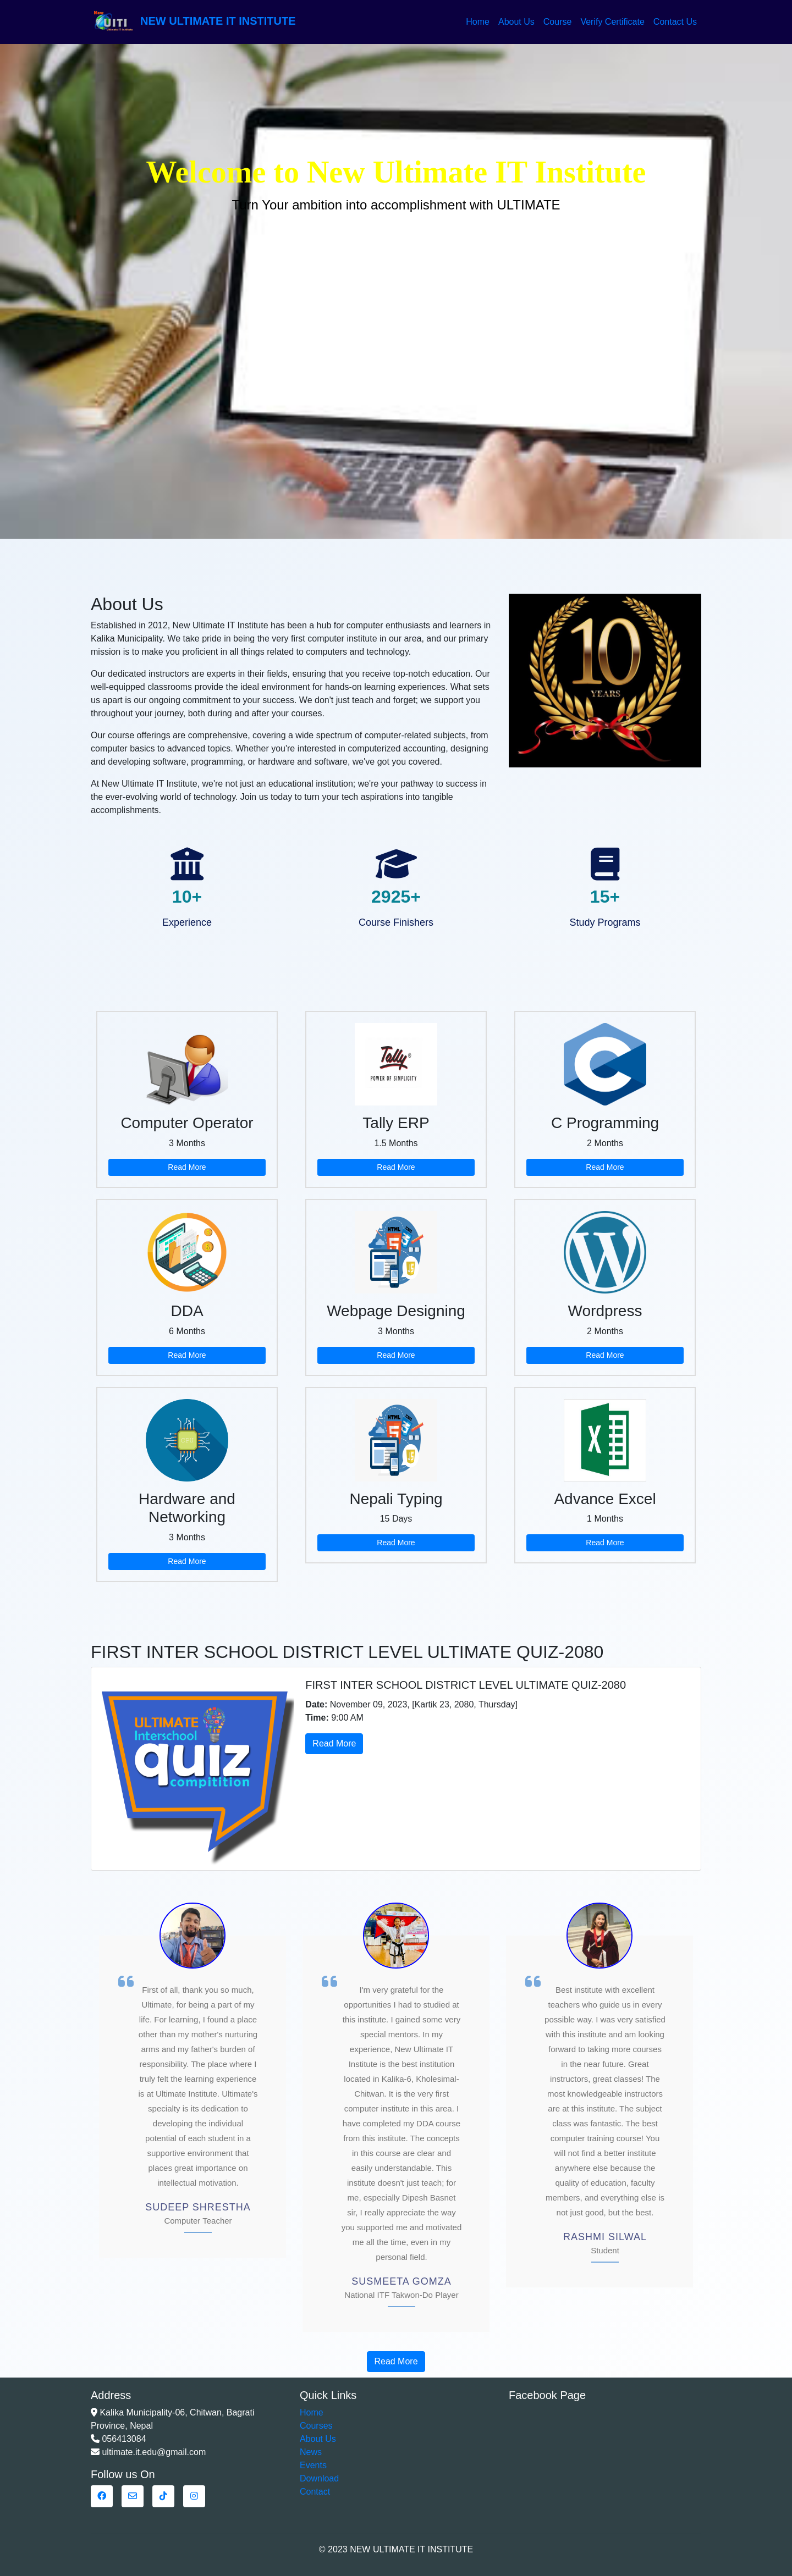 New
UITI
Ultimate IT Institute
NEW ULTIMATE IT INSTITUTE
Home
About Us
Course
Verify Certificate
Contact Us
Welcome to New Ultimate IT Institute
Turn Your ambition into accomplishment with ULTIMATE
About Us
Established in 2012, New Ultimate IT Institute has been a hub for computer enthusiasts and learners in
Kalika Municipality. We take pride in being the very first computer institute in our area, and our primary
mission is to make you proficient in all things related to computers and technology.
Our dedicated instructors are experts in their fields, ensuring that you receive top-notch education. Our
well-equipped classrooms provide the ideal environment for hands-on learning experiences. What sets
us apart is our ongoing commitment to your success. We don't just teach and forget; we support you
throughout your journey, both during and after your courses.
Our course offerings are comprehensive, covering a wide spectrum of computer-related subjects, from
computer basics to advanced topics. Whether you're interested in computerized accounting, designing
and developing software, programming, or hardware and software, we've got you covered.
At New Ultimate IT Institute, we're not just an educational institution; we're your pathway to success in
the ever-evolving world of technology. Join us today to turn your tech aspirations into tangible
accomplishments.
10
YEARS
10+
Experience
2925+
Course Finishers
15+
Study Programs
Computer Operator
3 Months
Read More
Tally
POWER OF SIMPLICITY
Tally ERP
1.5 Months
Read More
C
C Programming
2 Months
Read More
DDA
6 Months
Read More
HTML
5
Webpage Designing
3 Months
Read More
W
Wordpress
2 Months
Read More
Hardware and
Networking
3 Months
Read More
HTML
5
Nepali Typing
15 Days
Read More
X
Advance Excel
1 Months
Read More
FIRST INTER SCHOOL DISTRICT LEVEL ULTIMATE QUIZ-2080
ULTIMATE
Interschool
quiz
compitition
FIRST INTER SCHOOL DISTRICT LEVEL ULTIMATE QUIZ-2080
Date: November 09, 2023, [Kartik 23, 2080, Thursday]
Time: 9:00 AM
Read More
First of all, thank you so much,
Ultimate, for being a part of my
life. For learning, I found a place
other than my mother's nurturing
arms and my father's burden of
responsibility. The place where I
truly felt the learning experience
is at Ultimate Institute. Ultimate's
specialty is its dedication to
developing the individual
potential of each student in a
supportive environment that
places great importance on
intellectual motivation.
SUDEEP SHRESTHA
Computer Teacher
I'm very grateful for the
opportunities I had to studied at
this institute. I gained some very
special mentors. In my
experience, New Ultimate IT
Institute is the best institution
located in Kalika-6, Kholesimal-
Chitwan. It is the very first
computer institute in this area. I
have completed my DDA course
from this institute. The concepts
in this course are clear and
easily understandable. This
institute doesn't just teach; for
me, especially Dipesh Basnet
sir, I really appreciate the way
you supported me and motivated
me all the time, even in my
personal field.
SUSMEETA GOMZA
National ITF Takwon-Do Player
Best institute with excellent
teachers who guide us in every
possible way. I was very satisfied
with this institute and am looking
forward to taking more courses
in the near future. Great
instructors, great classes! The
most knowledgeable instructors
are at this institute. The subject
class was fantastic. The best
computer training course! You
will not find a better institute
anywhere else because the
quality of education, faculty
members, and everything else is
not just good, but the best.
RASHMI SILWAL
Student
Read More
Address
Kalika Municipality-06, Chitwan, Bagrati
Province, Nepal
056413084
ultimate.it.edu@gmail.com
Follow us On
Quick Links
Home
Courses
About Us
News
Events
Download
Contact
Facebook Page
© 2023 NEW ULTIMATE IT INSTITUTE